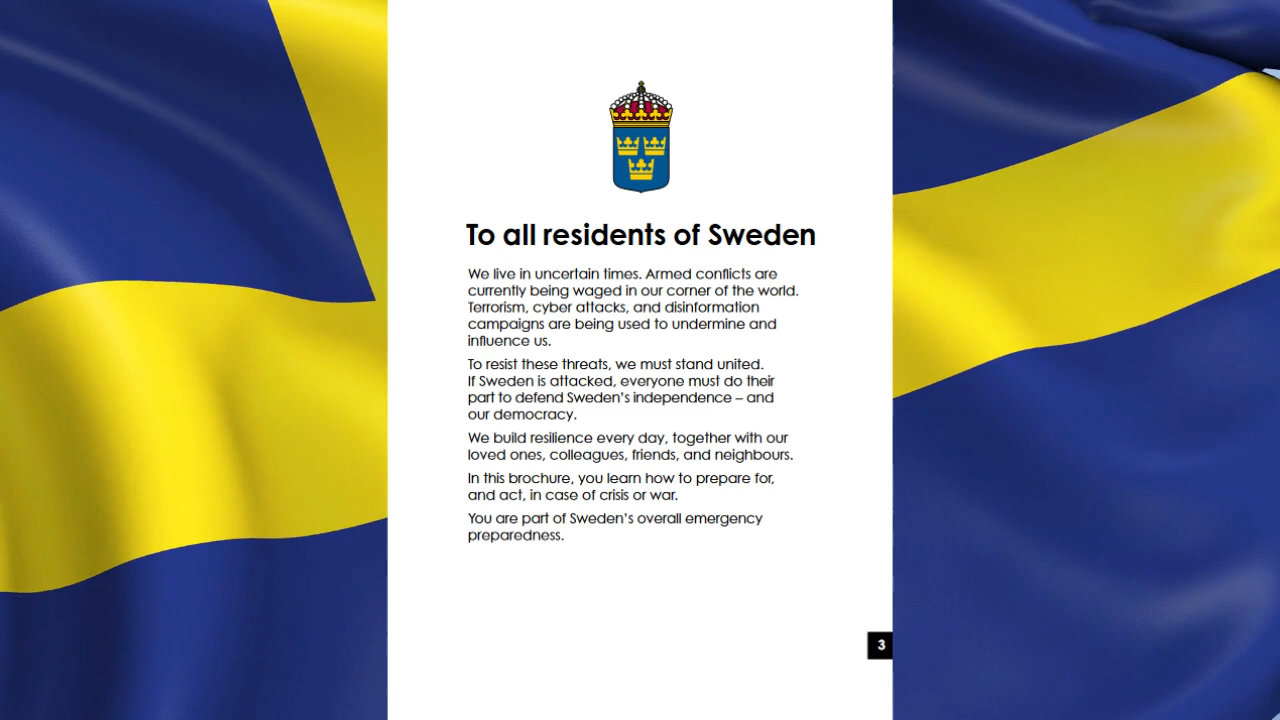 To all residents of Sweden
We live in uncertain times. Armed conflicts are
currently being waged in our corner of the world.
Terrorism, cyber attacks, and disinformation
campaigns are being used to undermine and
influence us.
To resist these threats, we must stand united.
If Sweden is attacked, everyone must do their
part to defend Sweden's independence – and
our democracy.
We build resilience every day, together with our
loved ones, colleagues, friends, and neighbours.
In this brochure, you learn how to prepare for,
and act, in case of crisis or war.
You are part of Sweden's overall emergency
preparedness.
3